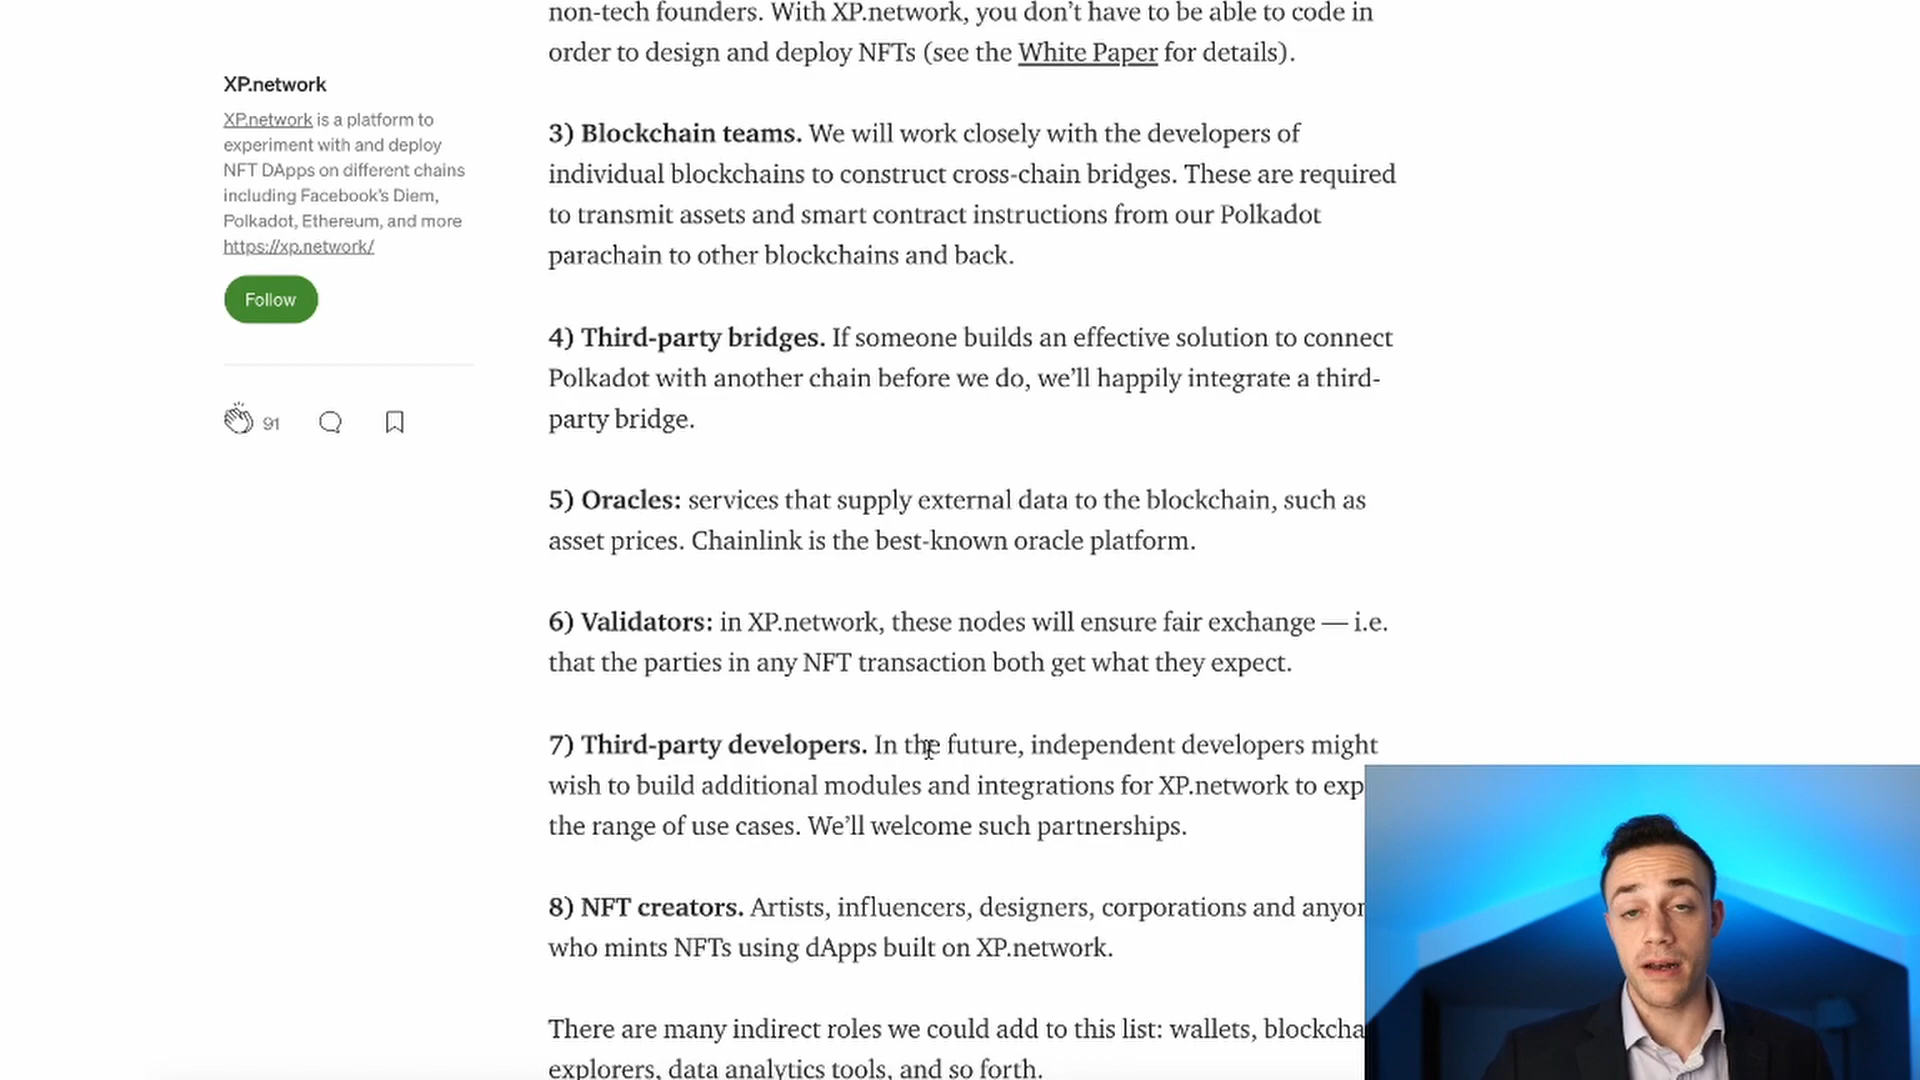 non-tech founders. With XP.network, you don't have to be able to code in
order to design and deploy NFTs (see the White Paper for details).
XP.network
XP.network is a platform to
experiment with and deploy
NFT DApps on different chains
including Facebook's Diem,
Polkadot, Ethereum, and more
https://xp.network/
Follow
91
3) Blockchain teams. We will work closely with the developers of
individual blockchains to construct cross-chain bridges. These are required
to transmit assets and smart contract instructions from our Polkadot
parachain to other blockchains and back.
4) Third-party bridges. If someone builds an effective solution to connect
Polkadot with another chain before we do, we'll happily integrate a third-
party bridge.
5) Oracles: services that supply external data to the blockchain, such as
asset prices. Chainlink is the best-known oracle platform.
6) Validators: in XP.network, these nodes will ensure fair exchange — i.e.
that the parties in any NFT transaction both get what they expect.
7) Third-party developers. In the future, independent developers might
wish to build additional modules and integrations for XP.network to exp
the range of use cases. We'll welcome such partnerships.
8) NFT creators. Artists, influencers, designers, corporations and anyon
who mints NFTs using dApps built on XP.network.
There are many indirect roles we could add to this list: wallets, blockcha
explorers, data analytics tools, and so forth.